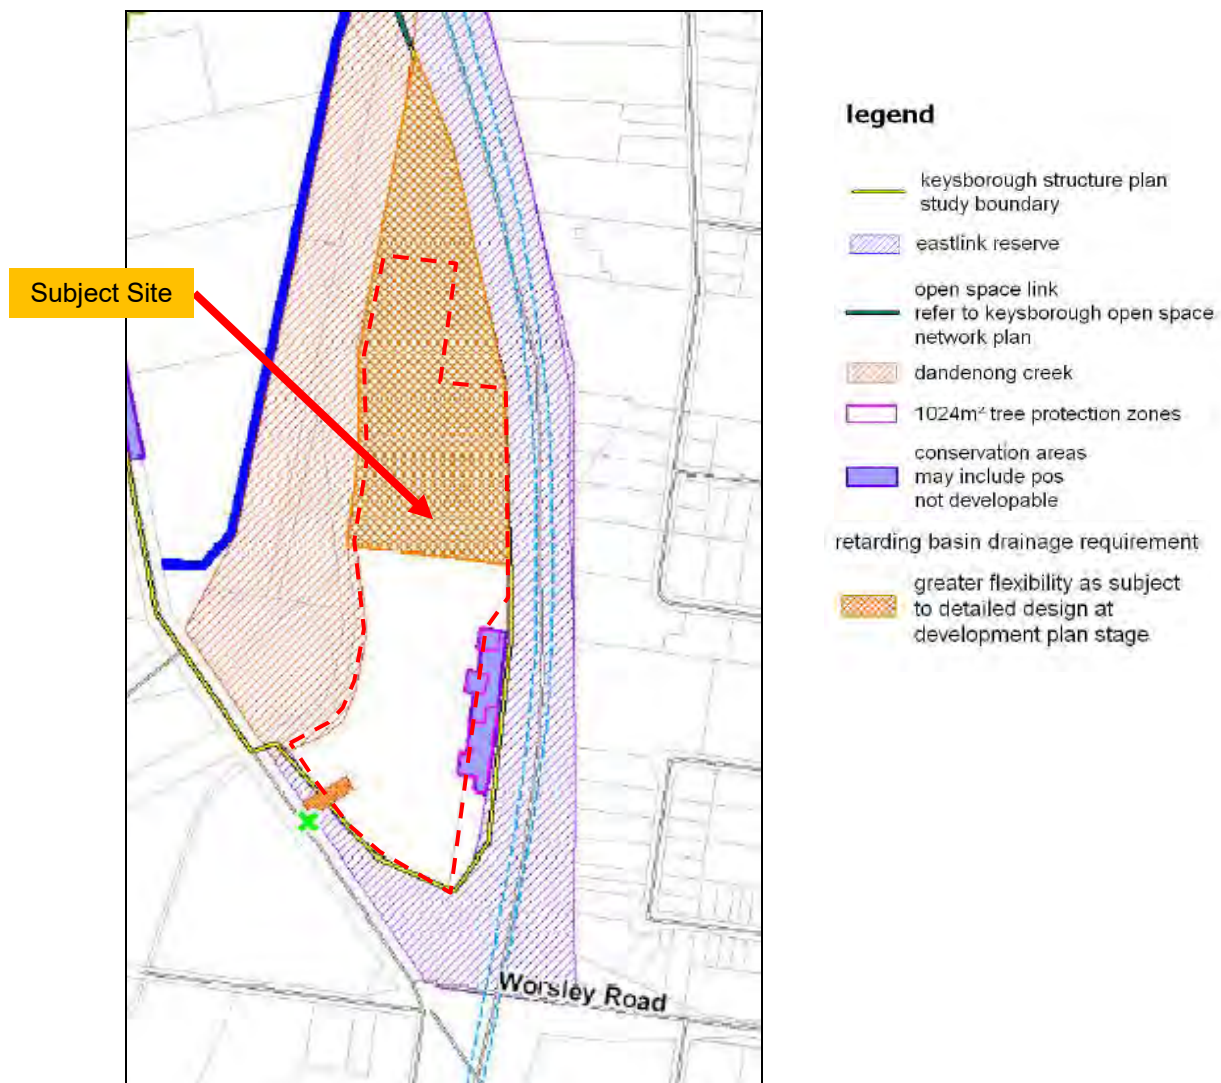 Subject Site
Worsley Road
legend
keysborough structure plan
study boundary
eastlink reserve
open space link
refer to keysborough open space
network plan
dandenong creek
1024m² tree protection zones
conservation areas
may include pos
not developable
retarding basin drainage requirement
greater flexibility as subject
to detailed design at
development plan stage